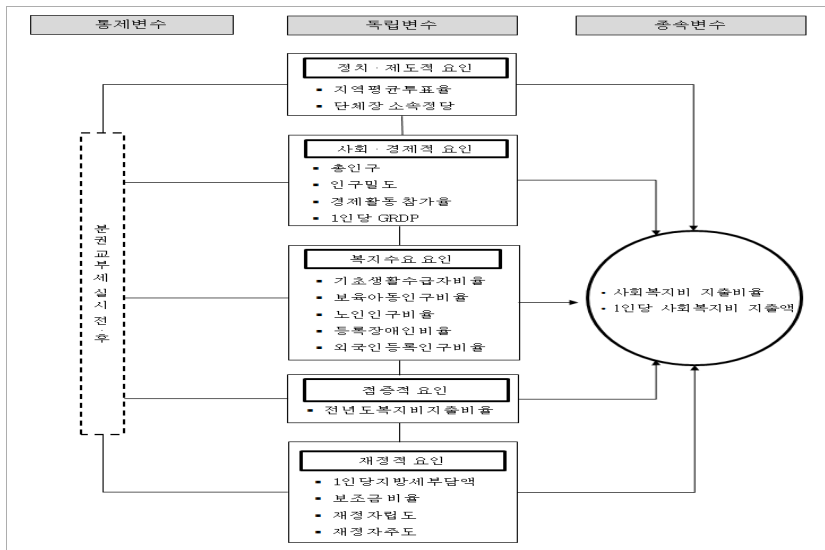 통제변수
독립변수
종속변수
정치·제도적 요인
▪ 지역평균투표율
▪ 단체장 소속정당
사회·경제적 요인
▪ 총인구
▪ 인구밀도
▪ 경제활동 참가율
▪ 1인당 GRDP
복지수요 요인
▪ 기초생활수급자비율
▪ 보육아동인구비율
▪ 노인인구비율
▪ 등록장애인비율
▪ 외국인등록인구비율
점증적 요인
▪ 전년도복지비지출비율
재정적 요인
▪ 1인당지방세부담액
▪ 보조금비율
▪ 재정자립도
▪ 재정자주도
분권교부세실시 전·후
▪ 사회복지비 지출비율
▪ 1인당 사회복지비 지출액